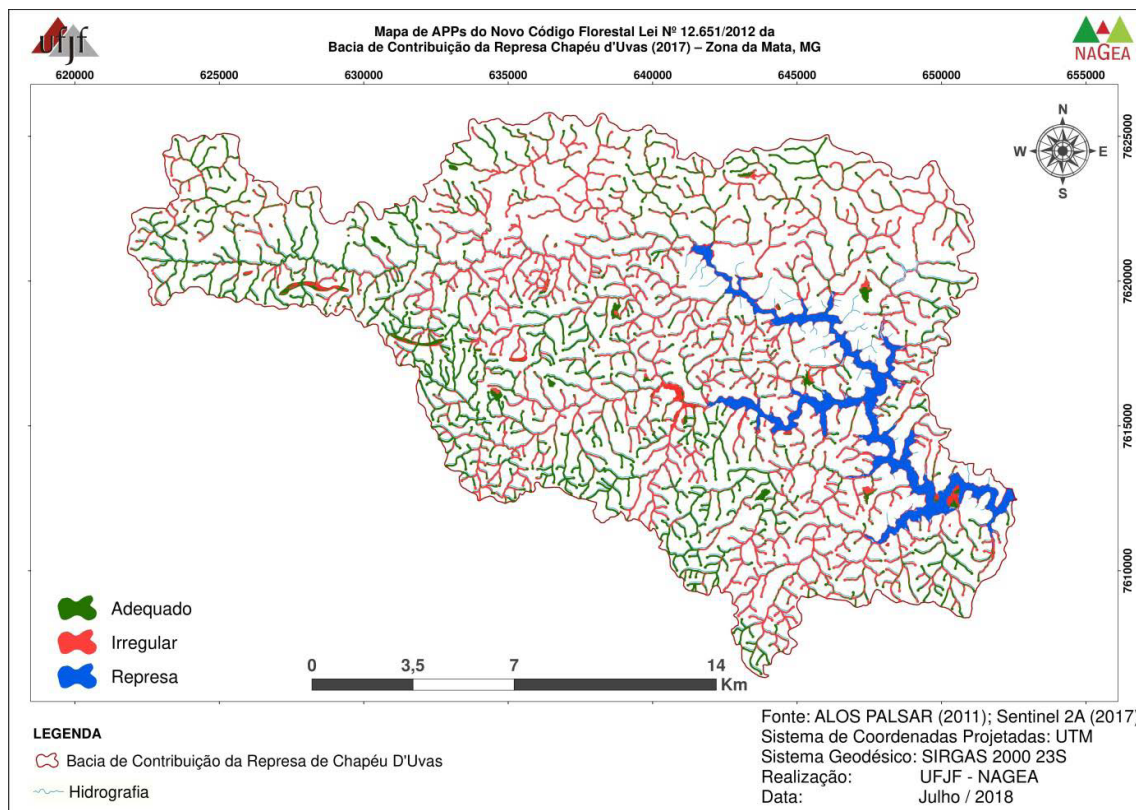 ufjf
Mapa de APPs do Novo Código Florestal Lei Nº 12.651/2012 da
Bacia de Contribuição da Represa Chapéu d'Uvas (2017) – Zona da Mata, MG
NAGEA
620000 625000 630000 635000 640000 645000 650000 655000
N
W E
S
7625000
7620000
7615000
7610000
Adequado
Irregular
Represa
0 3,5 7 14
Km
LEGENDA
Bacia de Contribuição da Represa de Chapéu D'Uvas
Hidrografia
Fonte: ALOS PALSAR (2011); Sentinel 2A (2017)
Sistema de Coordenadas Projetadas: UTM
Sistema Geodésico: SIRGAS 2000 23S
Realização: UFJF - NAGEA
Data: Julho / 2018